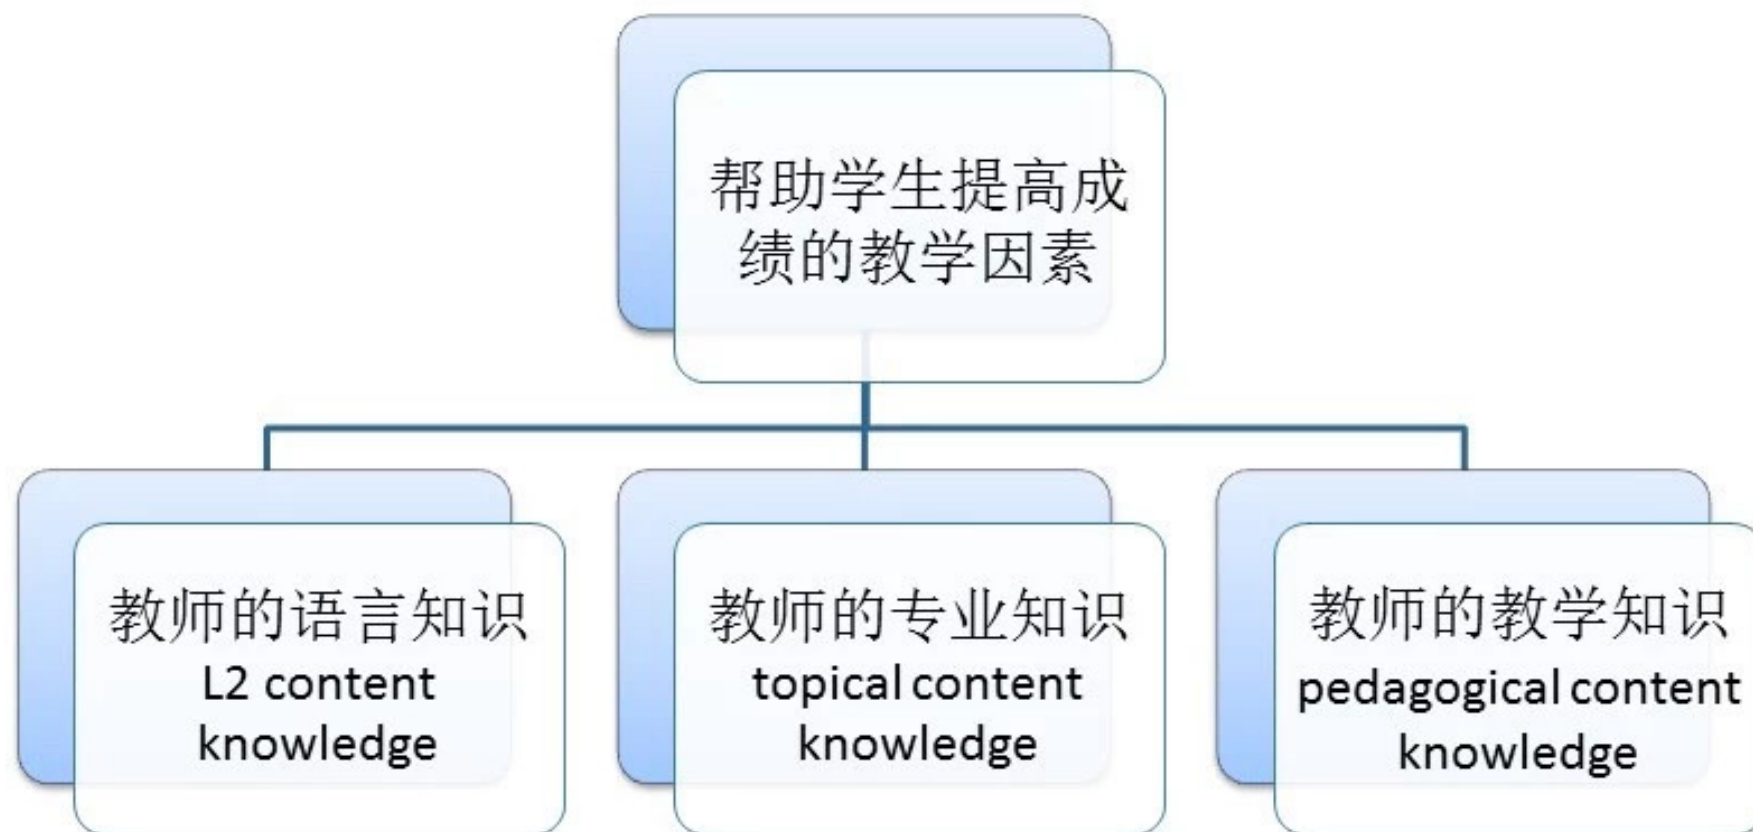 帮助学生提高成
绩的教学因素
教师的语言知识
L2 content
knowledge
教师的专业知识
topical content
knowledge
教师的教学知识
pedagogical content
knowledge